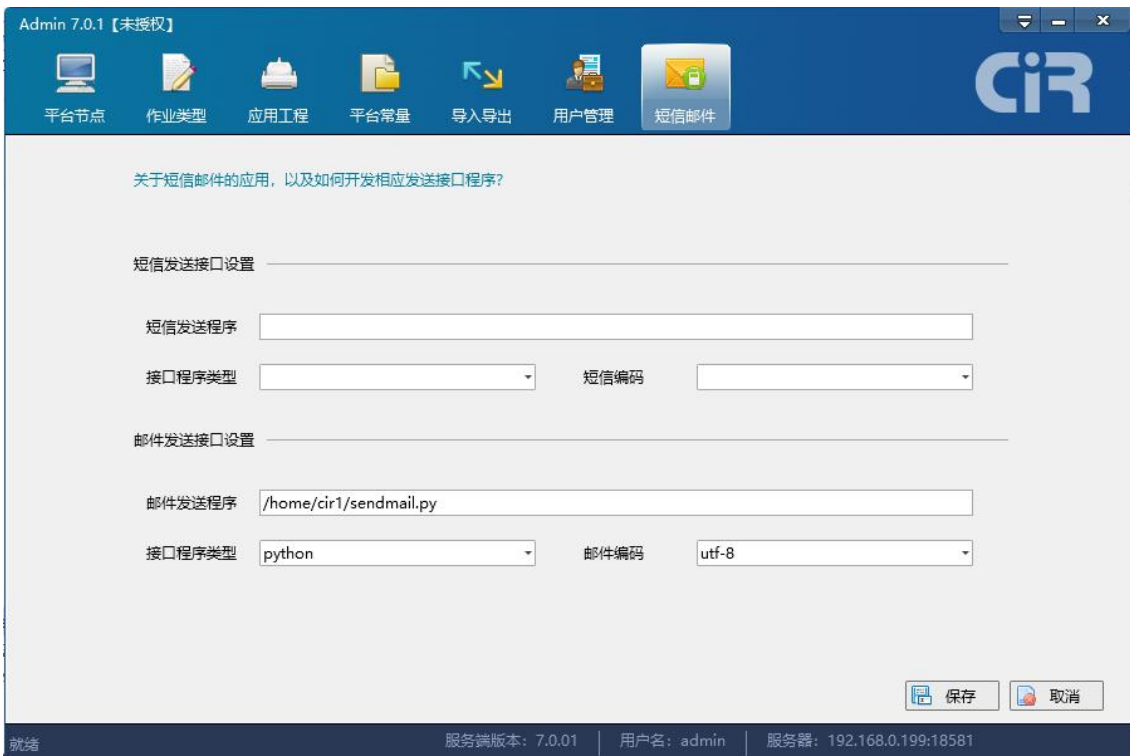 Admin 7.0.1【未授权】
CiR
平台节点 作业类型 应用工程 平台常量 导入导出 用户管理 短信邮件
关于短信邮件的应用，以及如何开发相应发送接口程序?
短信发送接口设置
短信发送程序
接口程序类型 短信编码
邮件发送接口设置
邮件发送程序 /home/cir1/sendmail.py
接口程序类型 python 邮件编码 utf-8
保存 取消
就绪 服务端版本: 7.0.01 | 用户名: admin | 服务器: 192.168.0.199:18581